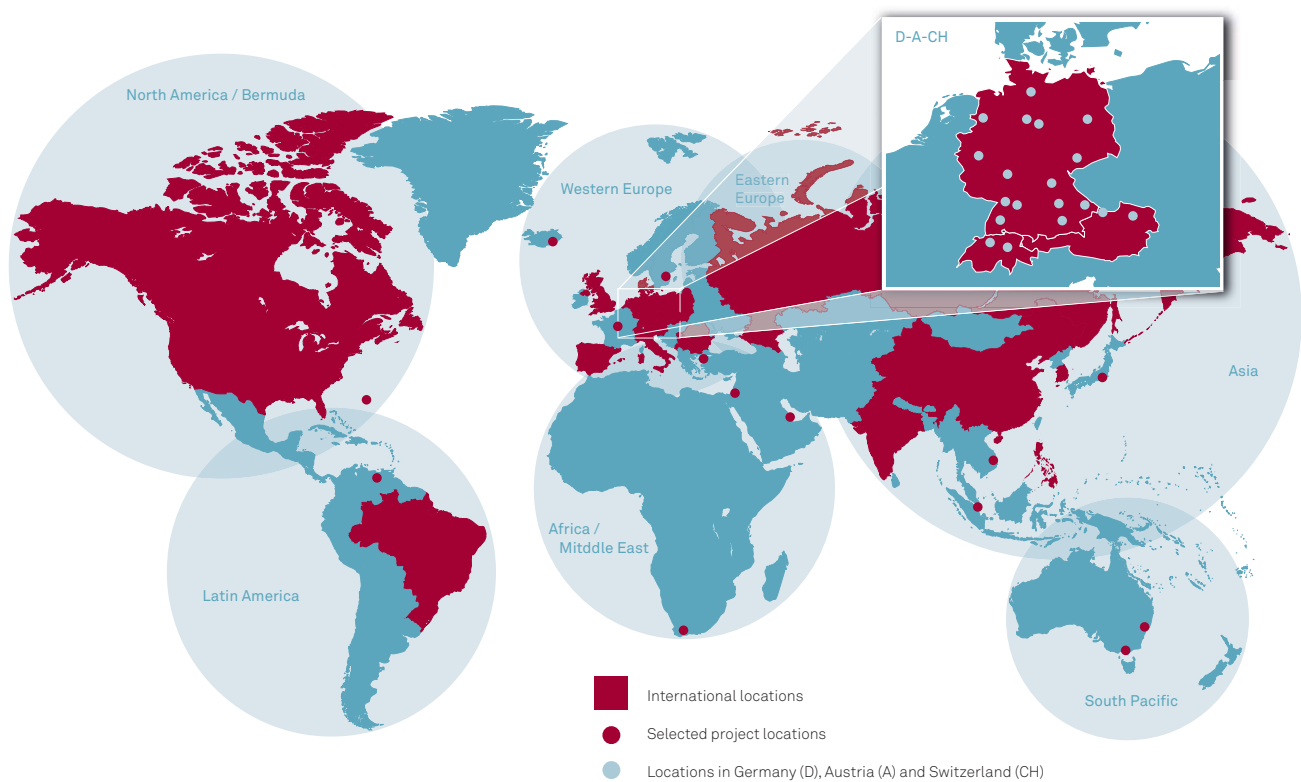 D-A-CH
North America / Bermuda
Western Europe
Eastern
Europe
Asia
Africa /
Mitddle East
Latin America
South Pacific
International locations
Selected project locations
Locations in Germany (D), Austria (A) and Switzerland (CH)